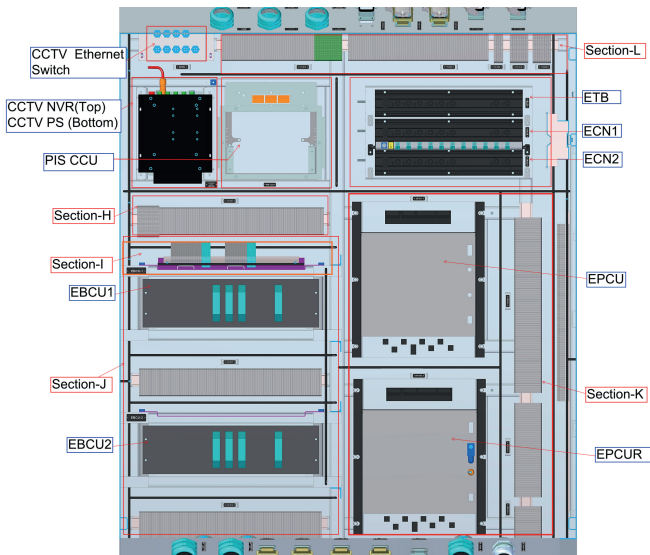 CCTV Ethernet
Switch
Section-L
CCTV NVR(Top)
CCTV PS (Bottom)
ETB
ECN1
PIS CCU
ECN2
Section-H
Section-I
EPCU
EBCU1
Section-J
Section-K
EBCU2
EPCUR